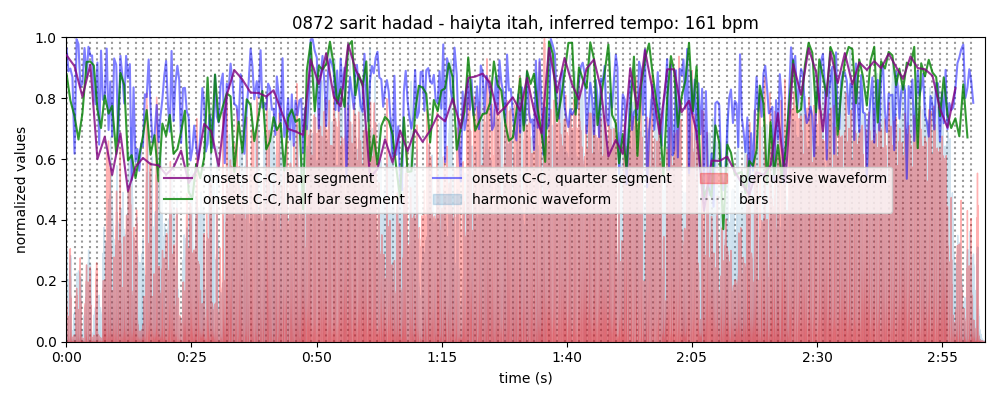 0872 sarit hadad - haiyta itah, inferred tempo: 161 bpm
normalized values
1.0
0.8
0.6
0.4
0.2
0.0
onsets C-C, bar segment
onsets C-C, half bar segment
onsets C-C, quarter segment
harmonic waveform
percussive waveform
bars
0:00 0:25 0:50 1:15 1:40 2:05 2:30 2:55
time (s)